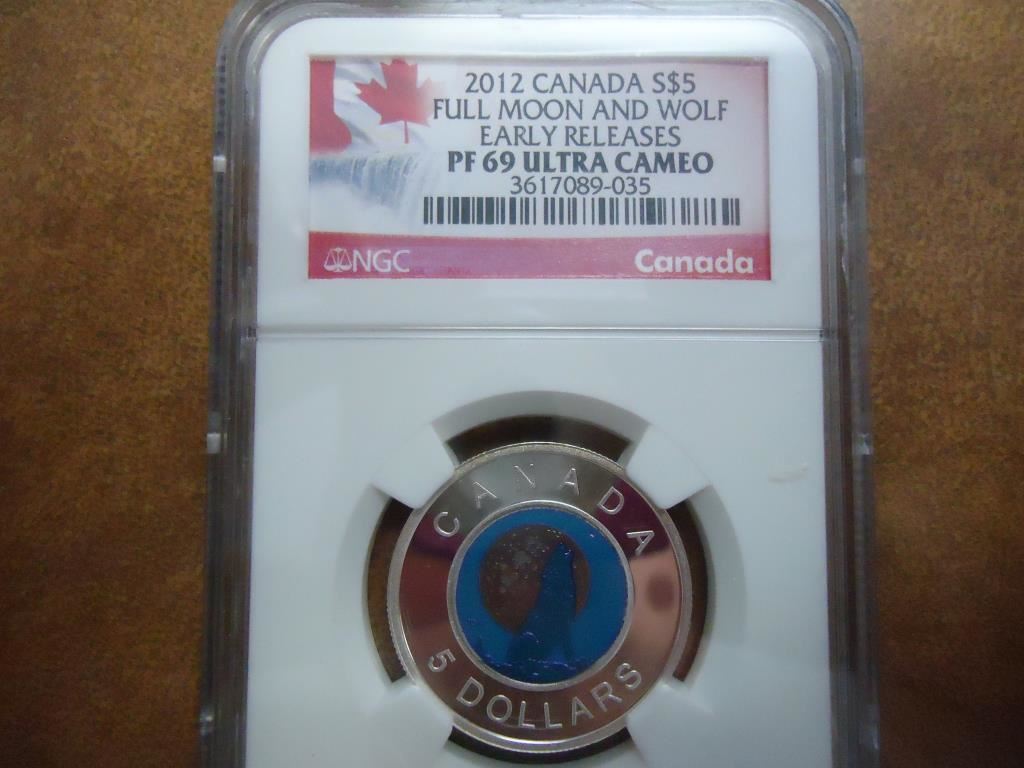 2012 CANADA S$5
FULL MOON AND WOLF
EARLY RELEASES
PF 69 ULTRA CAMEO
3617089-035
NGC
Canada
CANADA
5 DOLLARS